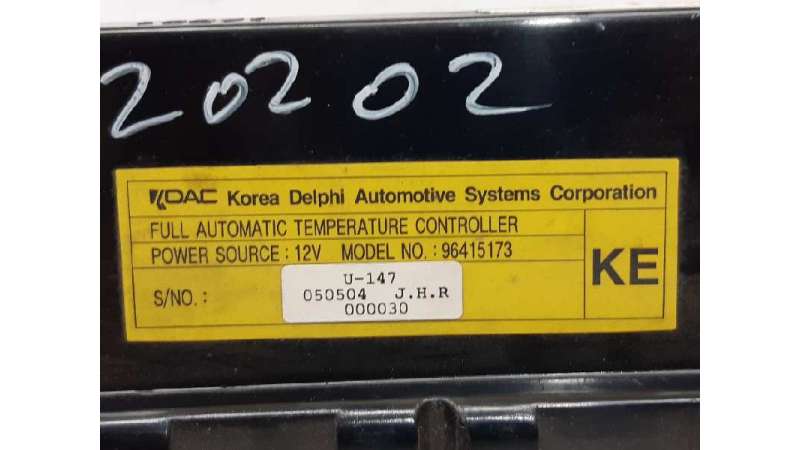 20202
KDAC Korea Delphi Automotive Systems Corporation
FULL AUTOMATIC TEMPERATURE CONTROLLER
POWER SOURCE : 12V MODEL NO. : 96415173
KE
S/NO. :
U-147
050504 J.H.R
000030